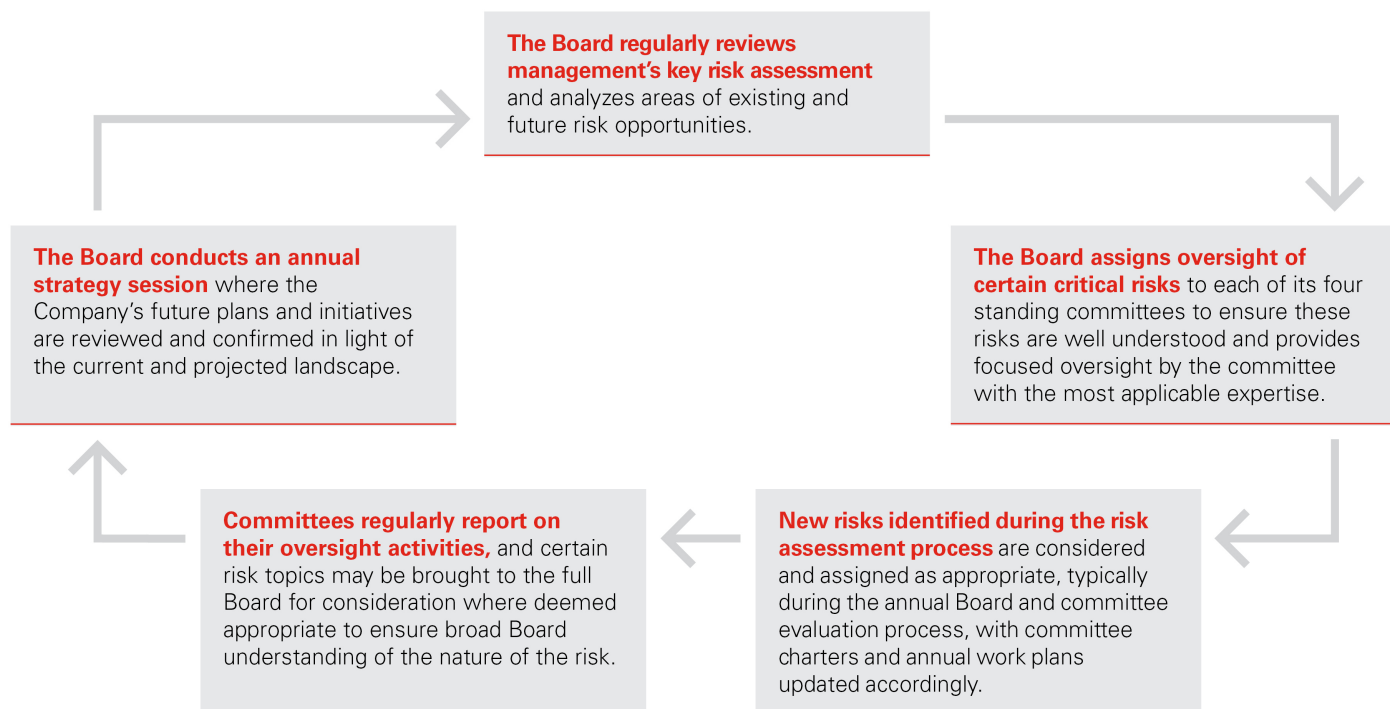 The Board regularly reviews
management’s key risk assessment
and analyzes areas of existing and
future risk opportunities.
The Board assigns oversight of
certain critical risks to each of its four
standing committees to ensure these
risks are well understood and provides
focused oversight by the committee
with the most applicable expertise.
New risks identified during the risk
assessment process are considered
and assigned as appropriate, typically
during the annual Board and committee
evaluation process, with committee
charters and annual work plans
updated accordingly.
Committees regularly report on
their oversight activities, and certain
risk topics may be brought to the full
Board for consideration where deemed
appropriate to ensure broad Board
understanding of the nature of the risk.
The Board conducts an annual
strategy session where the
Company’s future plans and initiatives
are reviewed and confirmed in light of
the current and projected landscape.